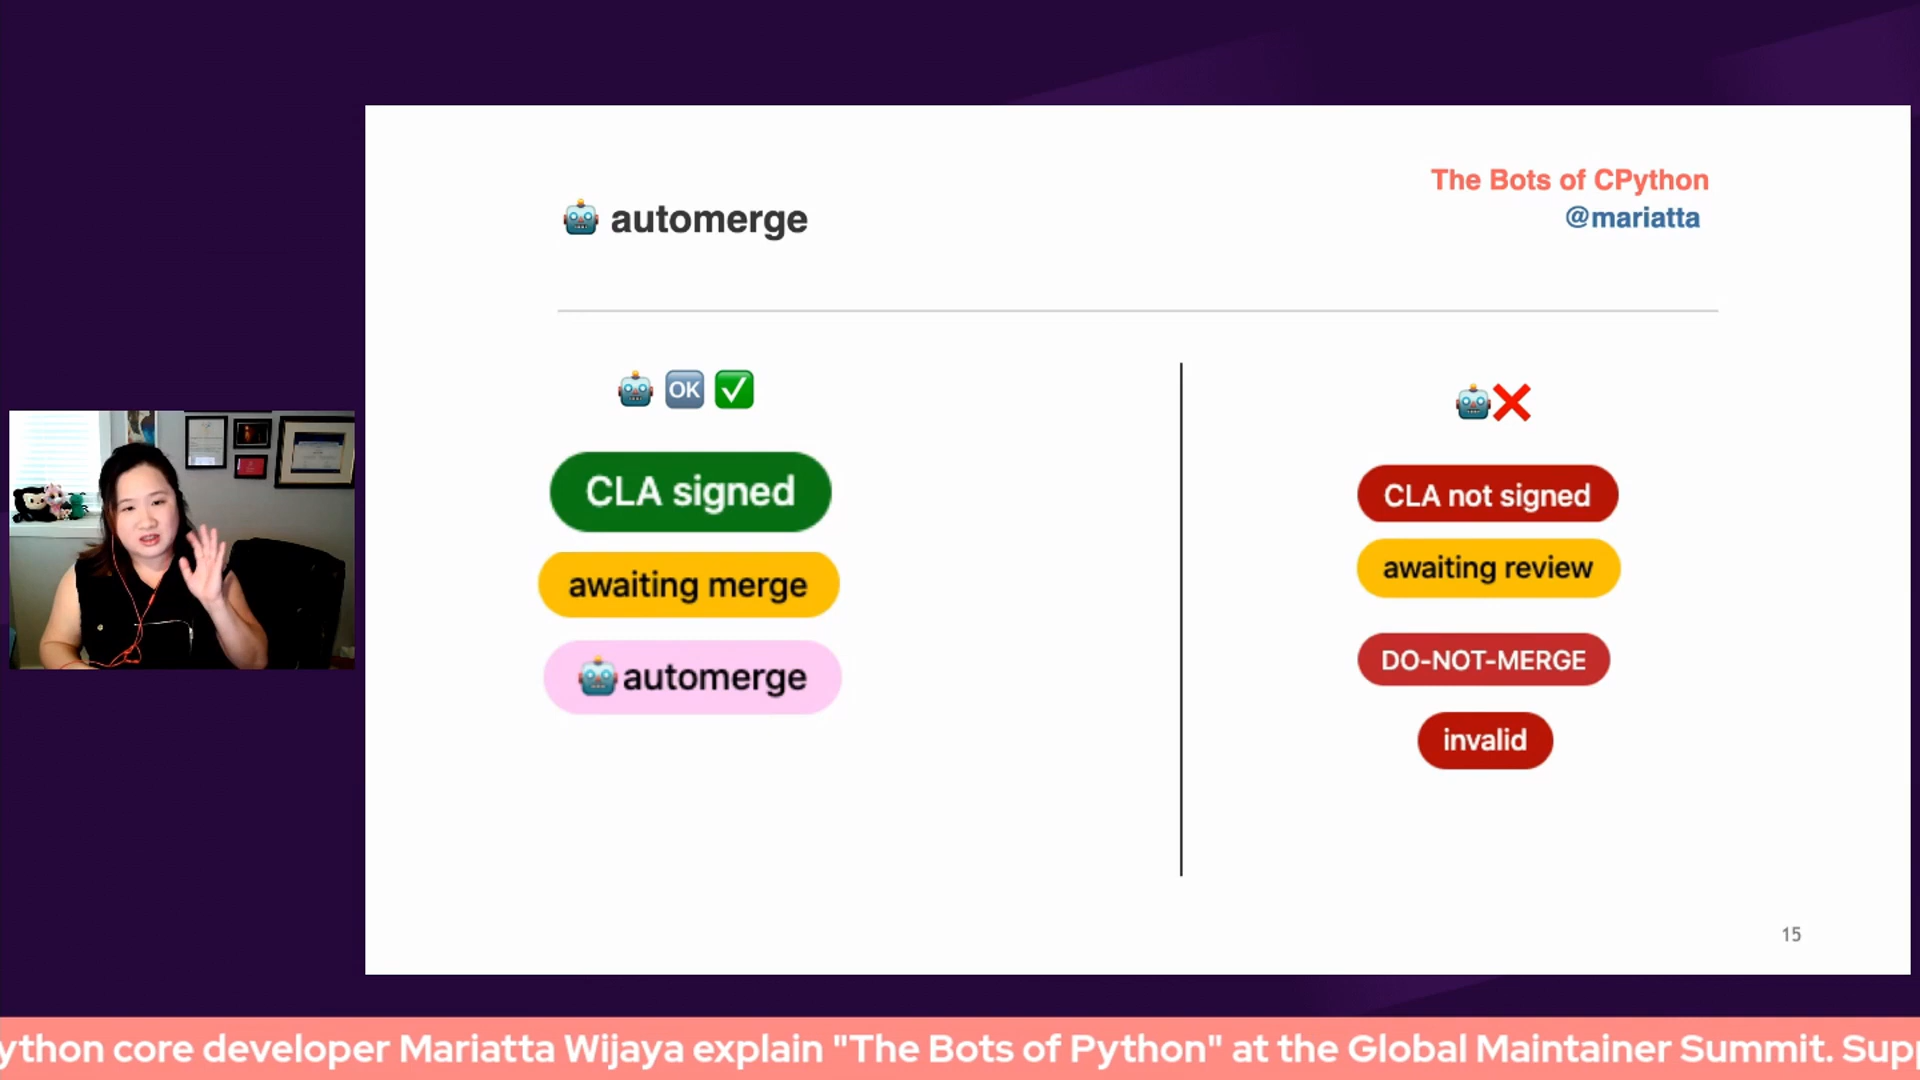 The Bots of CPython
@mariatta
automerge
OK
CLA signed
awaiting merge
automerge
CLA not signed
awaiting review
DO-NOT-MERGE
invalid
15
ython core developer Mariatta Wijaya explain "The Bots of Python" at the Global Maintainer Summit. Supp